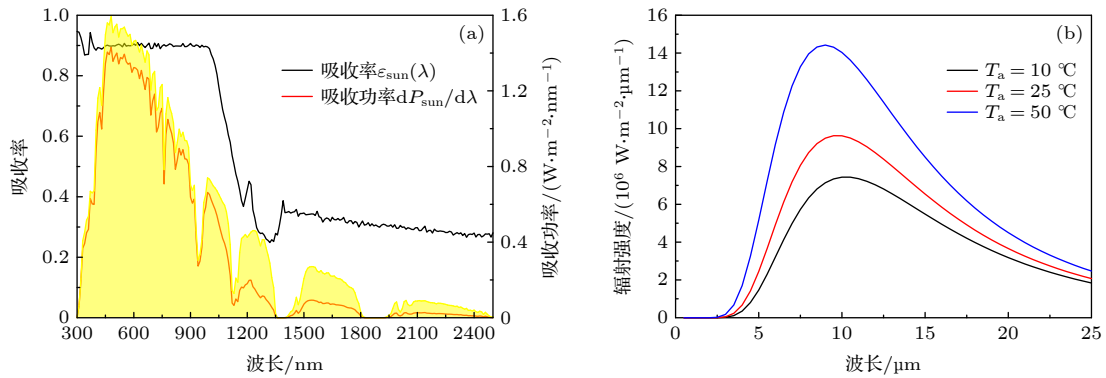 (a)
吸收率εsun(λ)
吸收功率dPsun/dλ
吸收率
1.0
0.8
0.6
0.4
0.2
0
1.6
1.2
0.8
0.4
0
吸收功率/(W·m⁻²·nm⁻¹)
300 600 900 1200 1500 1800 2100 2400
波长/nm
(b)
Ta = 10 ℃
Ta = 25 ℃
Ta = 50 ℃
辐射强度/(10⁶ W·m⁻²·µm⁻¹)
16
14
12
10
8
6
4
2
0
0 5 10 15 20 25
波长/µm